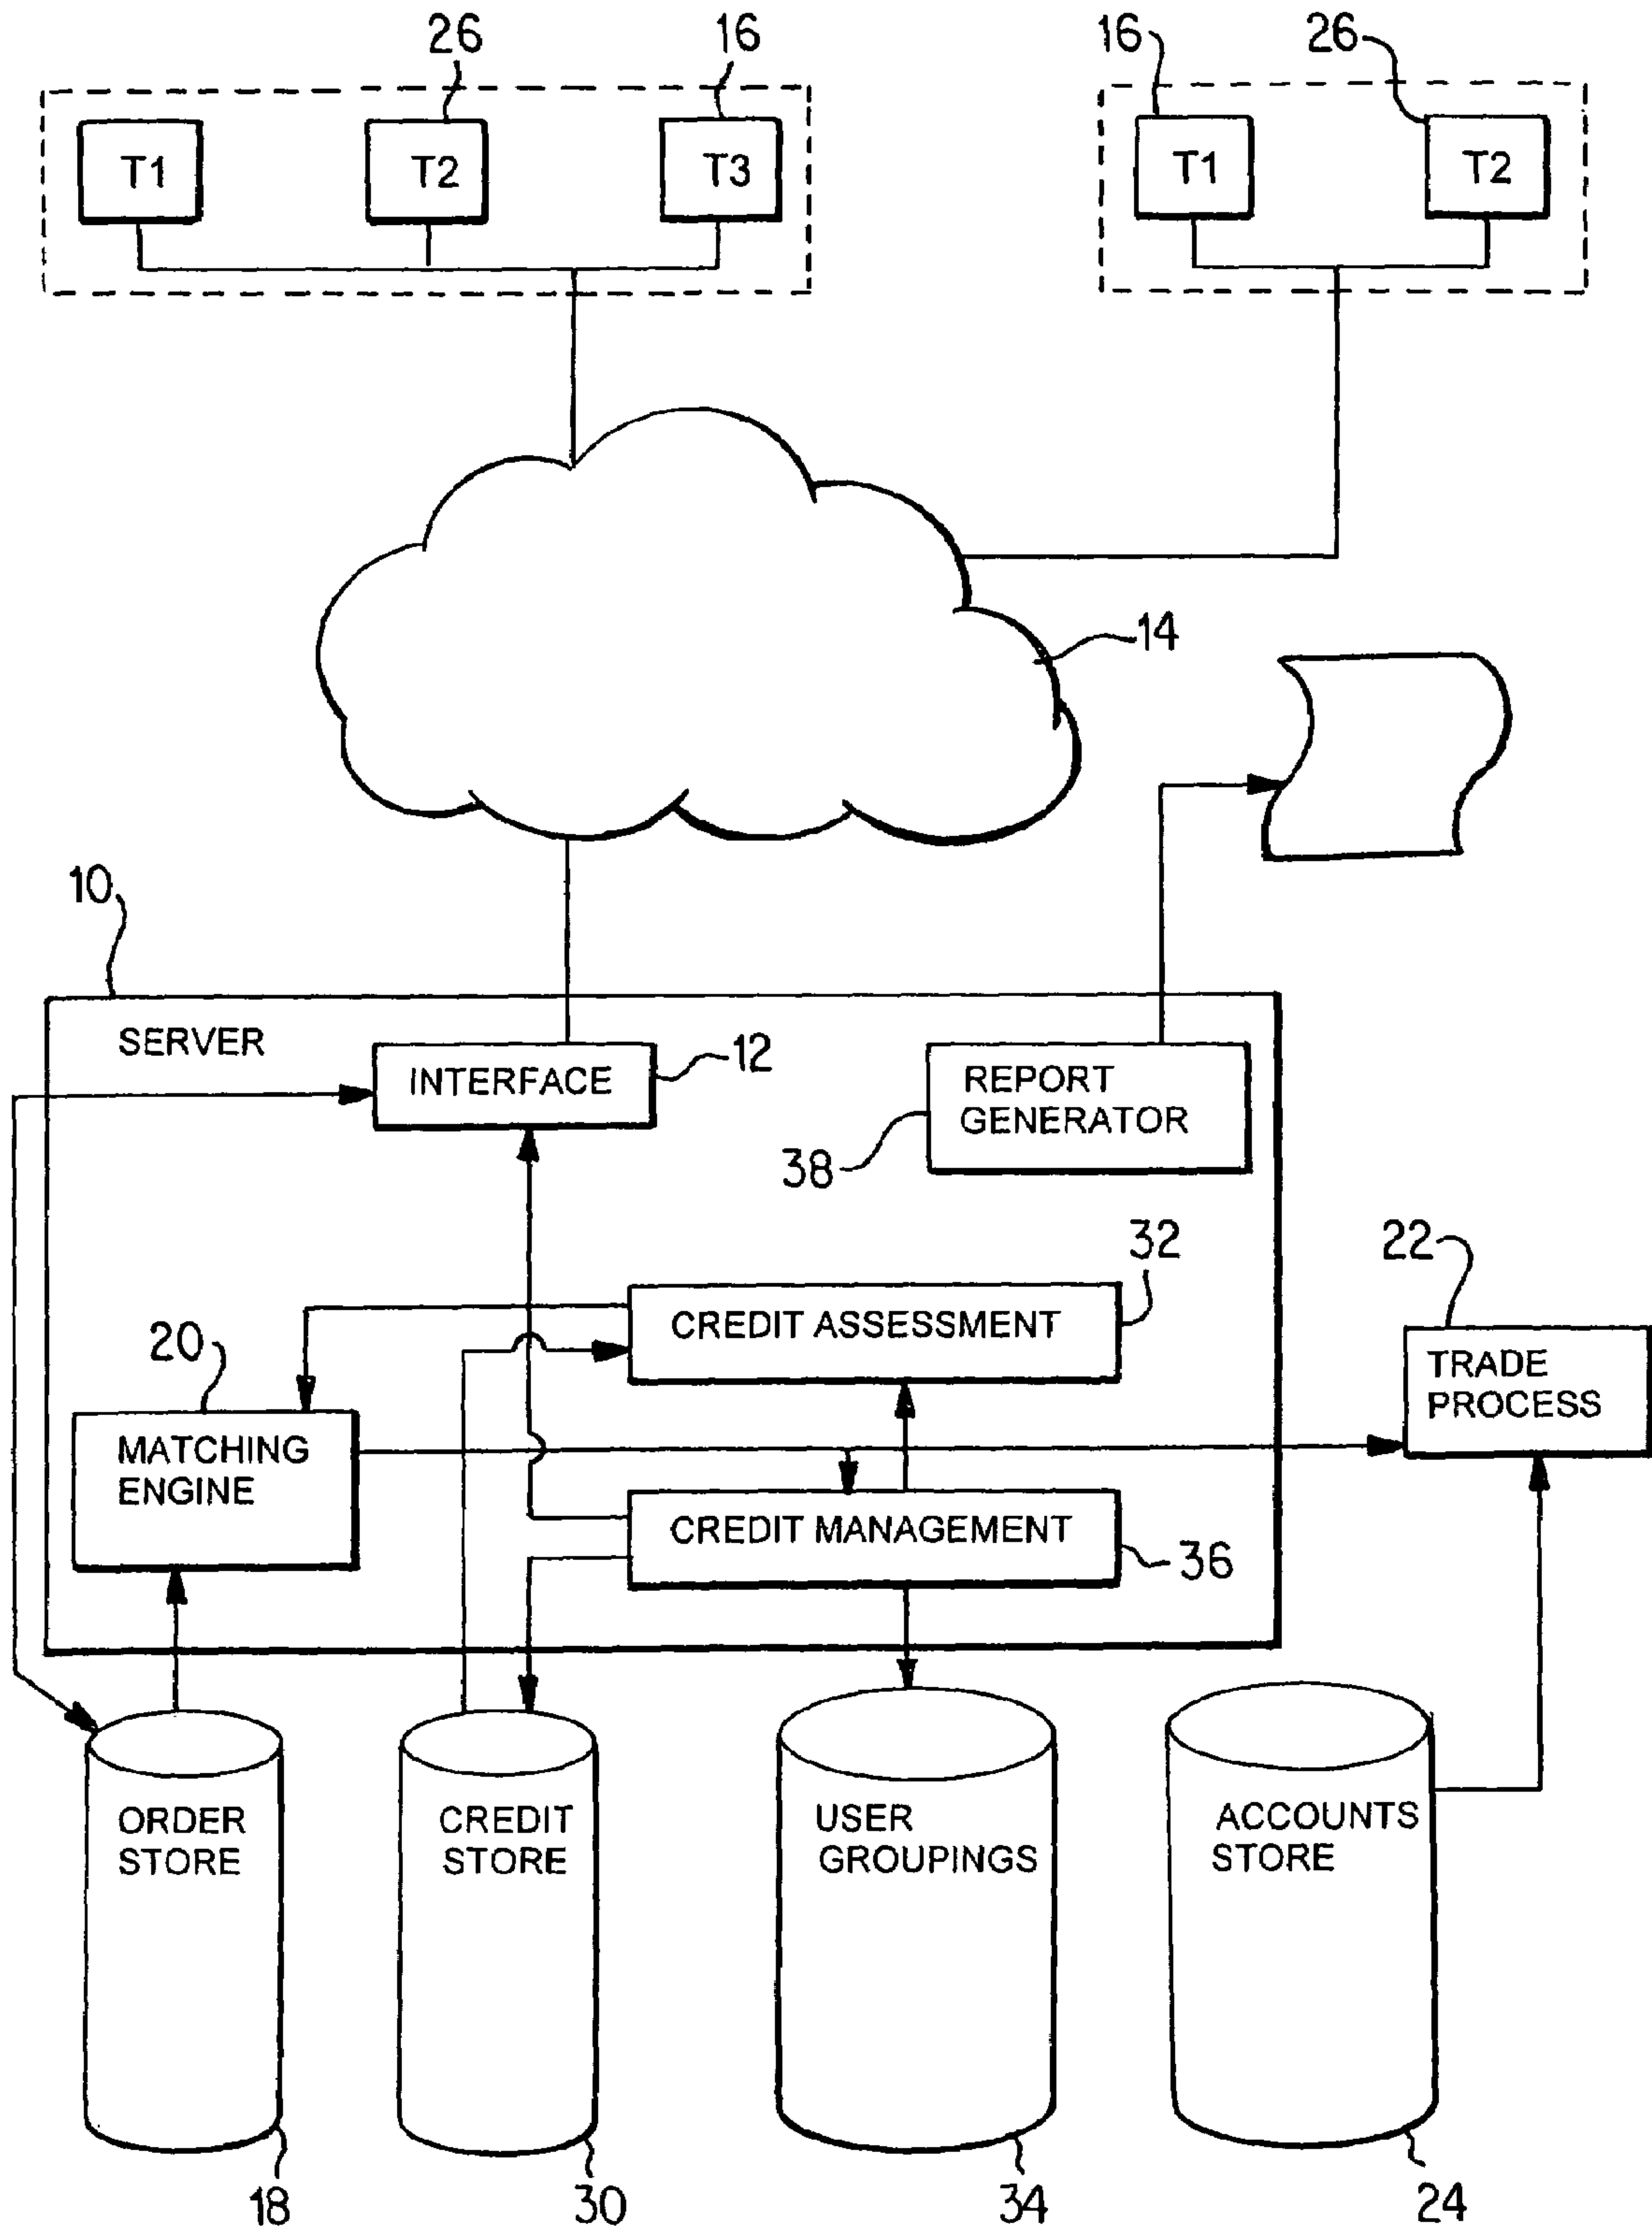 26
16
16
26
T1
T2
T3
T1
T2
14
10
SERVER
INTERFACE
12
REPORT
GENERATOR
38
32
22
CREDIT ASSESSMENT
20
TRADE
PROCESS
MATCHING
ENGINE
CREDIT MANAGEMENT
36
ORDER
STORE
CREDIT
STORE
USER
GROUPINGS
ACCOUNTS
STORE
18
30
34
24